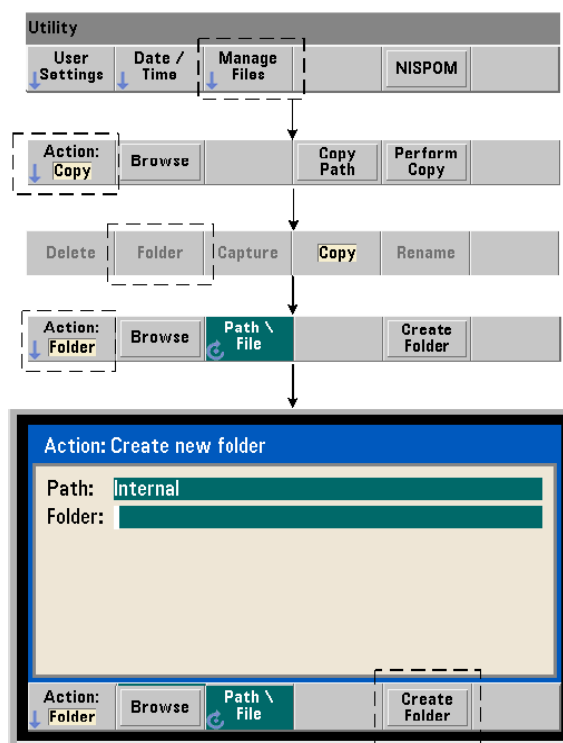 Utility
User Settings Date / Time Manage Files NISPOM
Action: Copy Browse Copy Path Perform Copy
Delete Folder Capture Copy Rename
Action: Folder Browse Path \ File Create Folder
Action: Create new folder
Path: Internal
Folder:
Action: Folder Browse Path \ File Create Folder